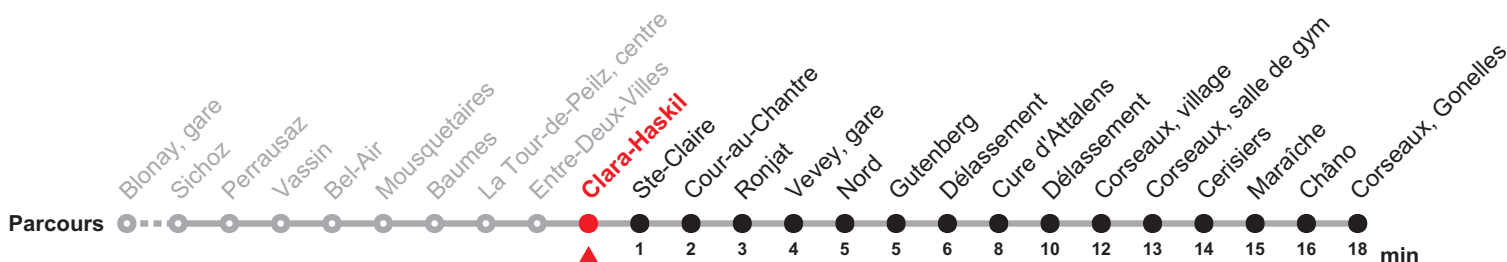 Blonay, gare
Sichoz
Perrausaz
Vassin
Bel-Air
Mousquetaires
Baumes
La Tour-de-Peilz, centre
Entre-Deux-Villes
Clara-Haskil
Ste-Claire
Cour-au-Chantre
Ronjat
Vevey, gare
Nord
Gutenberg
Délassement
Cure d'Attalens
Délassement
Corseaux, village
Corseaux, salle de gym
Cerisiers
Maraîche
Châno
Corseaux, Gonelles
Parcours
1 2 3 4 5 5 6 8 10 12 13 14 15 16 18 min